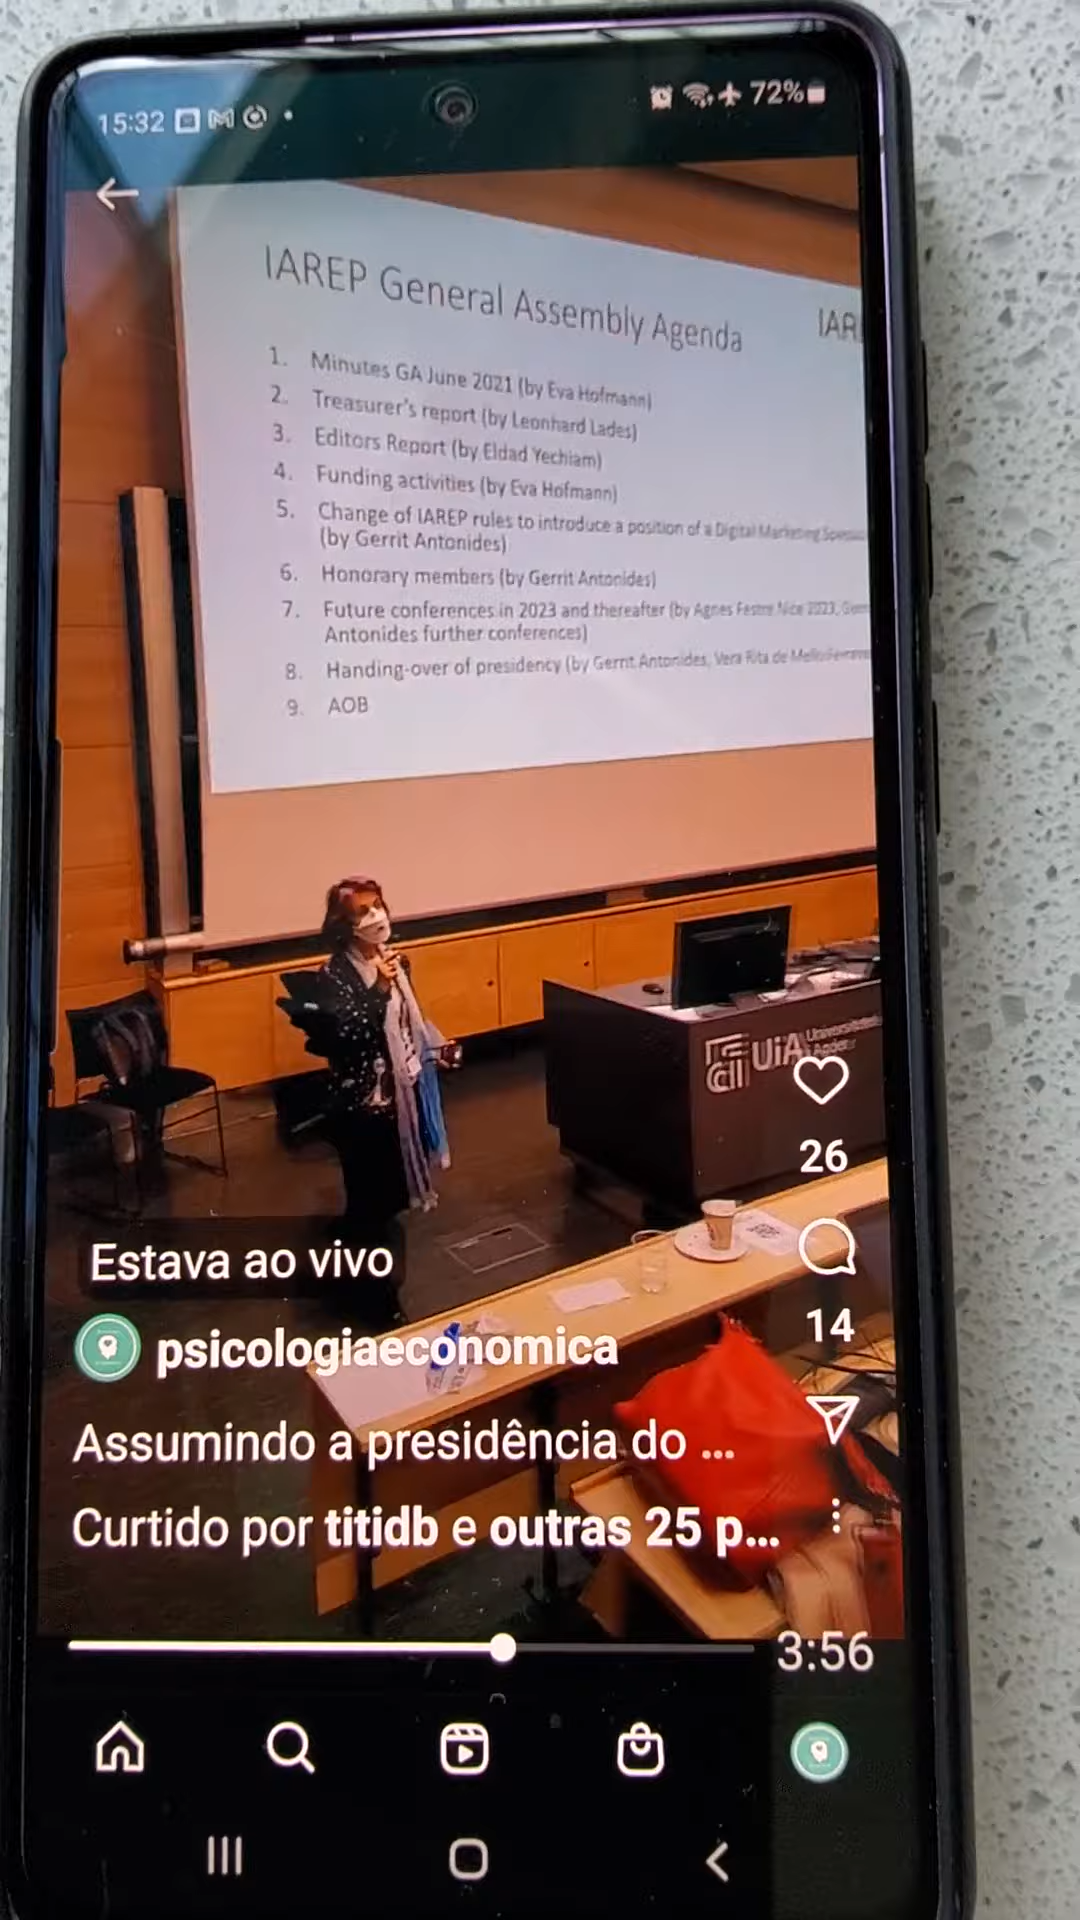 15:32
72%
IAREP General Assembly Agenda
IAR
1. Minutes GA June 2021 (by Eva Hofmann)
2. Treasurer's report (by Leonhard Lades)
3. Editors Report (by Eldad Yechiam)
4. Funding activities (by Eva Hofmann)
5. Change of IAREP rules to introduce a position of a Digital Marketing
(by Gerrit Antonides)
6. Honorary members (by Gerrit Antonides)
7. Future conferences in 2023 and thereafter (by Agnes Festre Nice 2023,
Antonides further conferences)
8. Handing-over of presidency (by Gerrit Antonides, Vera Rita de Mello
9. AOB
UiA
26
Estava ao vivo
14
psicologiaeconomica
Assumindo a presidência do ...
Curtido por titidb e outras 25 p...
3:56